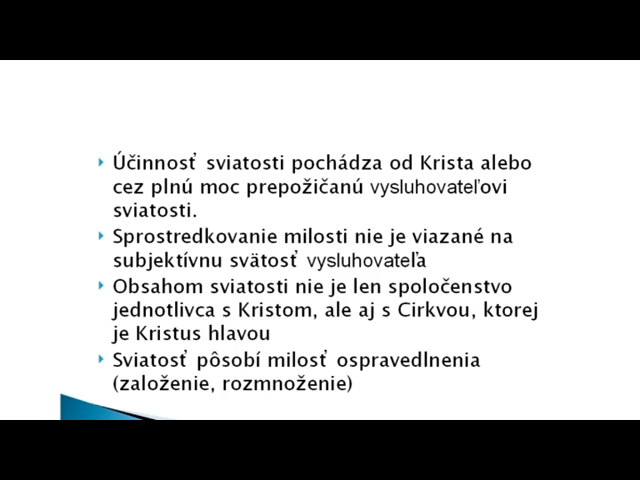 Účinnosť sviatosti pochádza od Krista alebo
cez plnú moc prepožičanú vysluhovateľovi
sviatosti.
Sprostredkovanie milosti nie je viazané na
subjektívnu svätosť vysluhovateľa
Obsahom sviatosti nie je len spoločenstvo
jednotlivca s Kristom, ale aj s Cirkvou, ktorej
je Kristus hlavou
Sviatosť pôsobí milosť ospravedlnenia
(založenie, rozmnoženie)